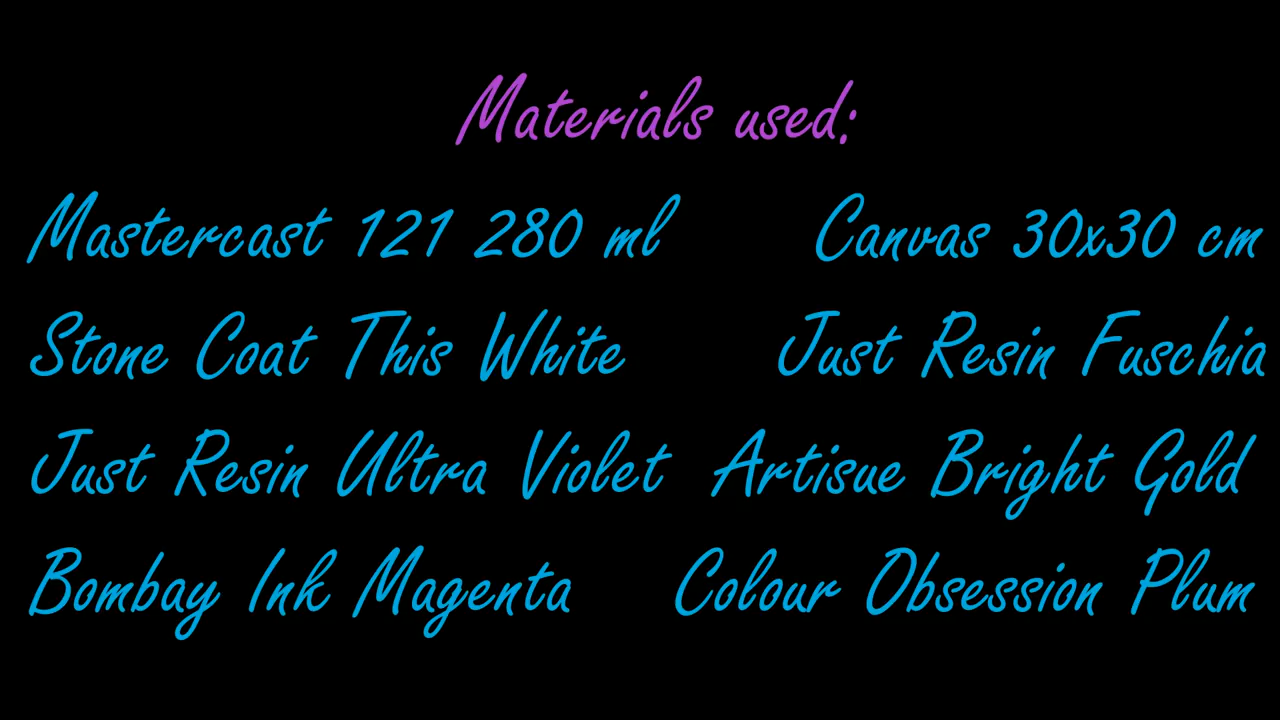 Materials used:
Mastercast 121 280 ml Canvas 30x30 cm
Stone Coat This White Just Resin Fuschia
Just Resin Ultra Violet Artisue Bright Gold
Bombay Ink Magenta Colour Obsession Plum